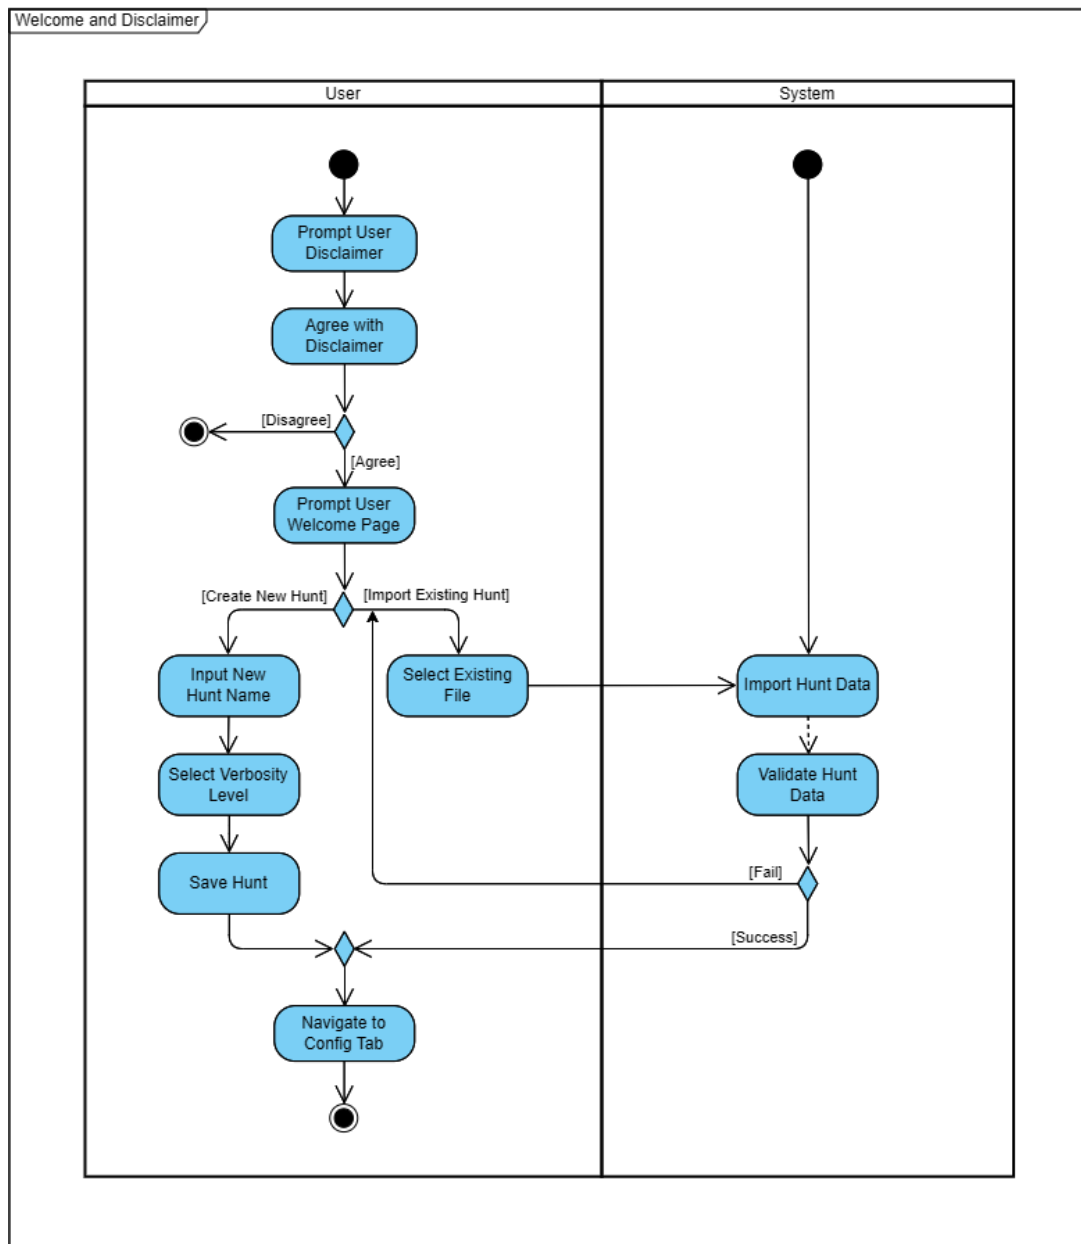 Welcome and Disclaimer
User
System
Prompt User
Disclaimer
Agree with
Disclaimer
[Disagree]
[Agree]
Prompt User
Welcome Page
[Create New Hunt]
[Import Existing Hunt]
Input New
Hunt Name
Select Existing
File
Import Hunt Data
Select Verbosity
Level
Validate Hunt
Data
Save Hunt
[Fail]
[Success]
Navigate to
Config Tab